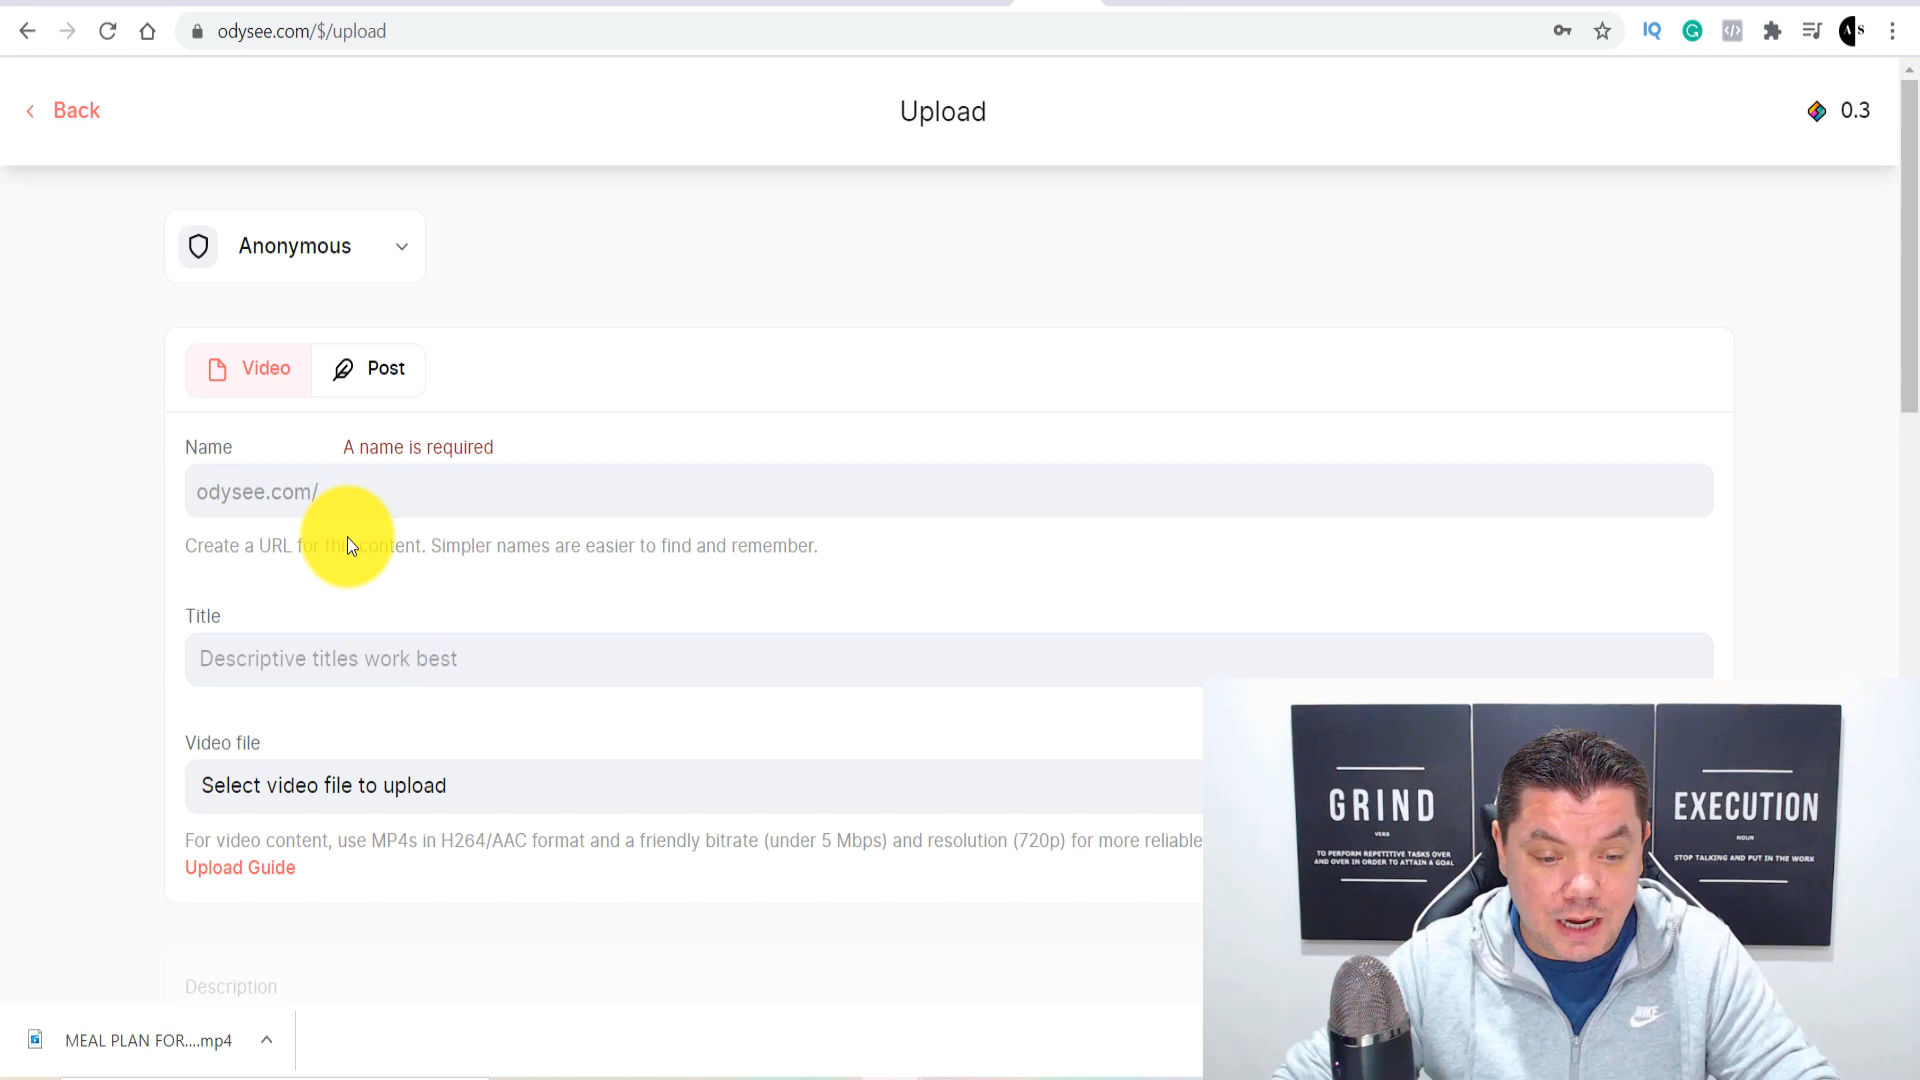 odysee.com/$/upload
IQ
A S
Back
Upload
0.3
Anonymous
Video
Post
Name
A name is required
odysee.com/
Create a URL for this content. Simpler names are easier to find and remember.
Title
Descriptive titles work best
Video file
Select video file to upload
For video content, use MP4s in H264/AAC format and a friendly bitrate (under 5 Mbps) and resolution (720p) for more reliable
Upload Guide
Description
MEAL PLAN FOR....mp4
GRIND
VERB
TO PERFORM REPETITIVE TASKS OVER
AND OVER IN ORDER TO ATTAIN A GOAL
EXECUTION
NOUN
STOP TALKING AND PUT IN THE WORK
NIKE